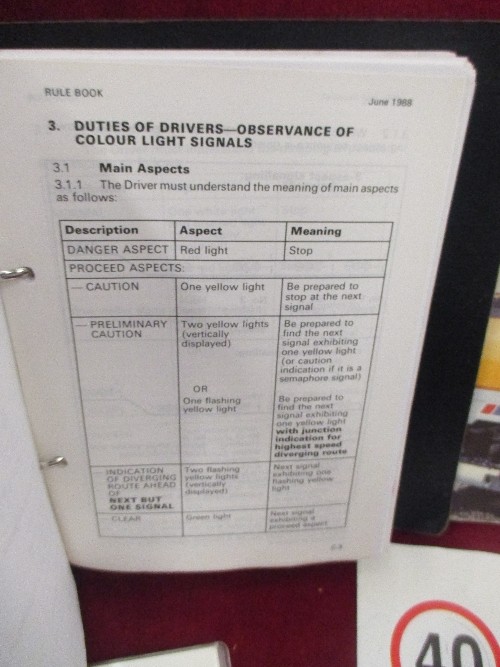 RULE BOOK
June 1988
3. DUTIES OF DRIVERS—OBSERVANCE OF
COLOUR LIGHT SIGNALS
3.1 Main Aspects
3.1.1 The Driver must understand the meaning of main aspects
as follows:
Description Aspect Meaning
DANGER ASPECT Red light Stop
PROCEED ASPECTS:
— CAUTION One yellow light Be prepared to
stop at the next
signal
— PRELIMINARY Two yellow lights Be prepared to
CAUTION (vertically find the next
displayed) signal exhibiting
one yellow light
(or caution
indication if it is a
semaphore signal)
OR
One flashing Be prepared to
yellow light find the next
signal exhibiting
one yellow light
with junction
indication for
highest speed
diverging route
INDICATION Two flashing Next signal
OF DIVERGING yellow lights exhibiting one
ROUTE AHEAD (vertically flashing yellow
OF displayed) light
NEXT BUT
ONE SIGNAL
CLEAR Green light Next signal
exhibiting a
proceed aspect
40